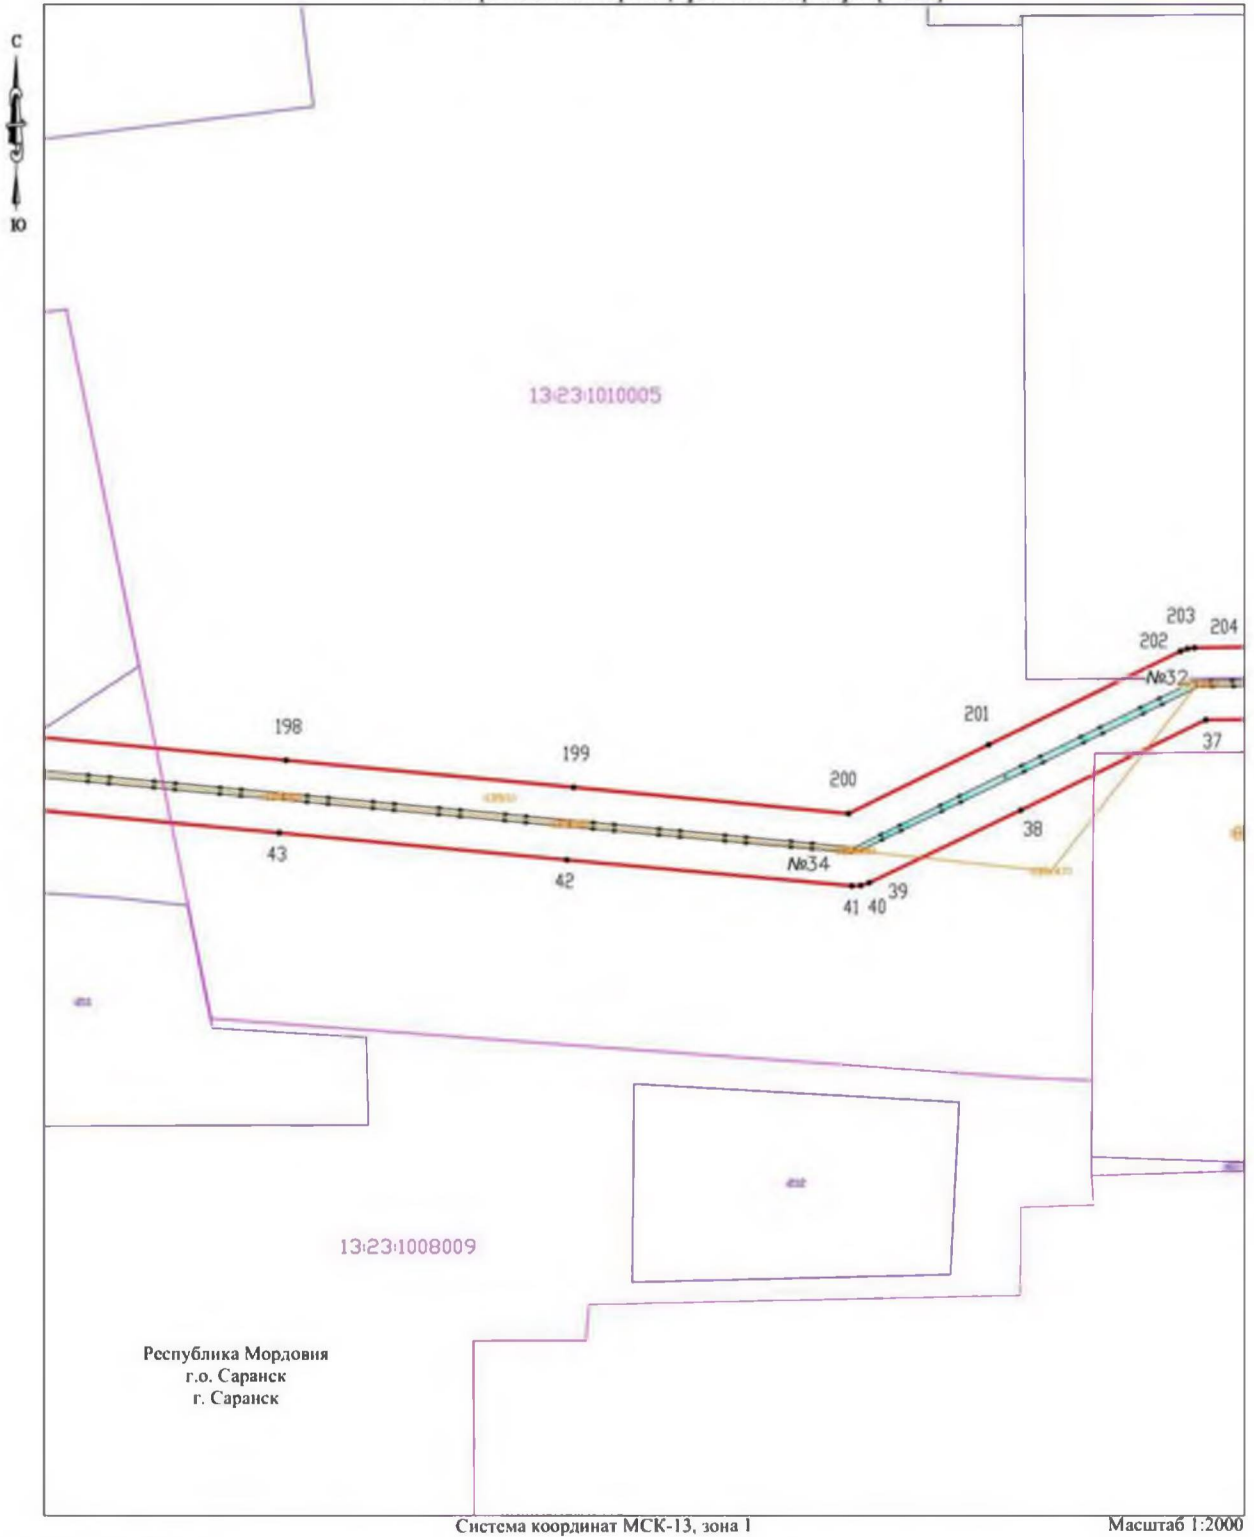 С
Ю
13:23:1010005
203
202
204
№32
198
199
200
201
37
38
43
42
№34
39
41 40
13:23:1008009
Республика Мордовия
г.о. Саранск
г. Саранск
Система координат МСК-13, зона 1
Масштаб 1:2000